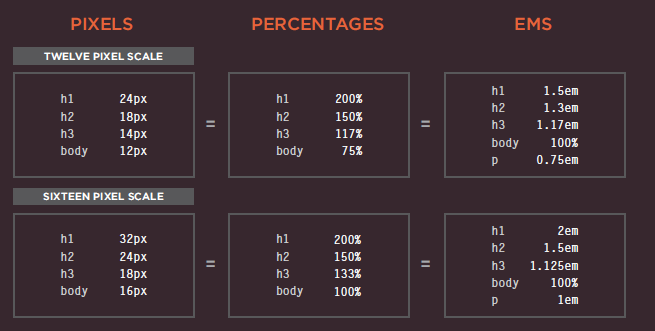 PIXELS PERCENTAGES EMS
TWELVE PIXEL SCALE
h1 24px
h2 18px
h3 14px
body 12px
=
h1 200%
h2 150%
h3 117%
body 75%
=
h1 1.5em
h2 1.3em
h3 1.17em
body 100%
p 0.75em
SIXTEEN PIXEL SCALE
h1 32px
h2 24px
h3 18px
body 16px
=
h1 200%
h2 150%
h3 133%
body 100%
=
h1 2em
h2 1.5em
h3 1.125em
body 100%
p 1em